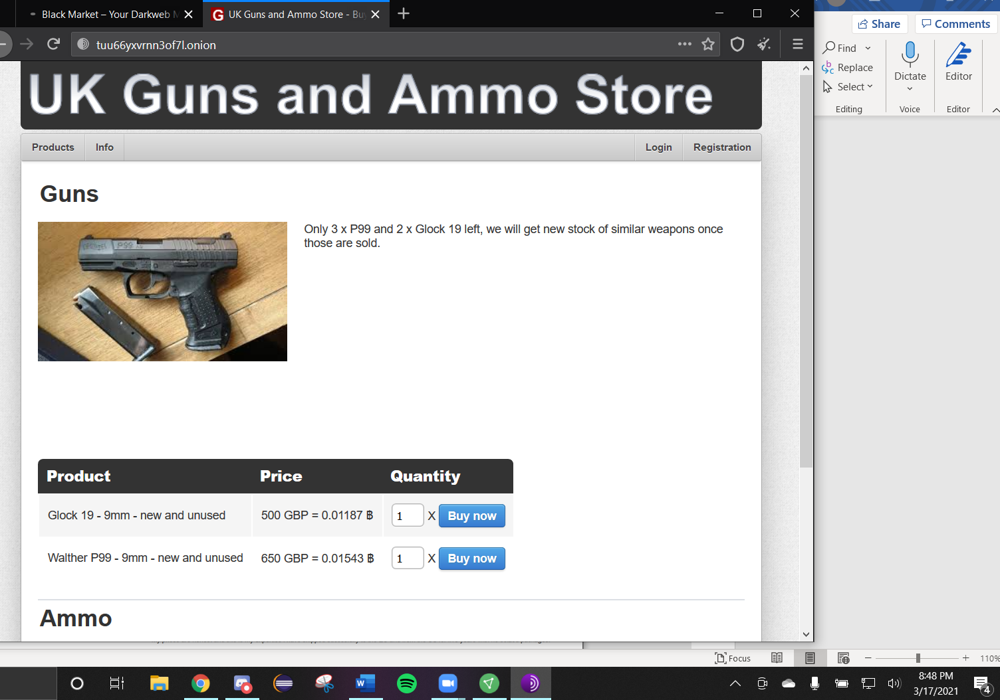 Black Market – Your Darkweb
UK Guns and Ammo Store - Bu
tuu66yxvrnn3of7l.onion
Share
Comments
Find
Replace
Select
Dictate
Editor
Editing
Voice
Editor
UK Guns and Ammo Store
Products
Info
Login
Registration
Guns
Only 3 x P99 and 2 x Glock 19 left, we will get new stock of similar weapons once
those are sold.
P99
Product Price Quantity
Glock 19 - 9mm - new and unused 500 GBP = 0.01187 ฿ 1 X Buy now
Walther P99 - 9mm - new and unused 650 GBP = 0.01543 ฿ 1 X Buy now
Ammo
Focus
110%
8:48 PM
3/17/2021
4